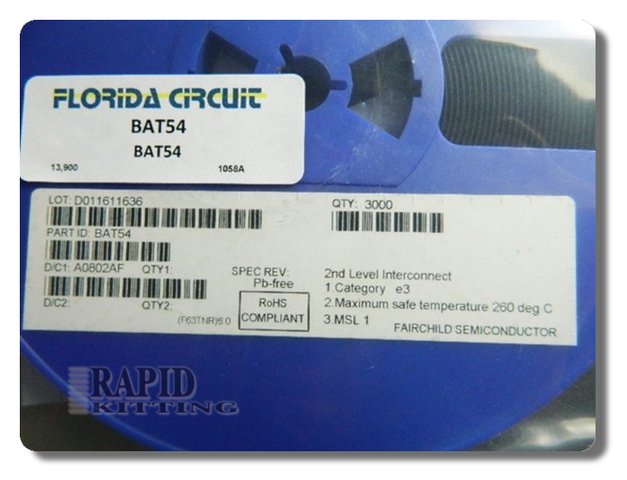 FLORIDA CIRCUIT
BAT54
BAT54
13,900 1058A
LOT: D011611636 QTY: 3000
PART ID: BAT54
D/C1: A0802AF QTY1: SPEC REV: 2nd Level Interconnect
Pb-free 1.Category e3
D/C2: QTY2: RoHS COMPLIANT 2.Maximum safe temperature 260 deg C
(F63TNR)6.0 3.MSL 1 FAIRCHILD SEMICONDUCTOR
RAPID
KITTING